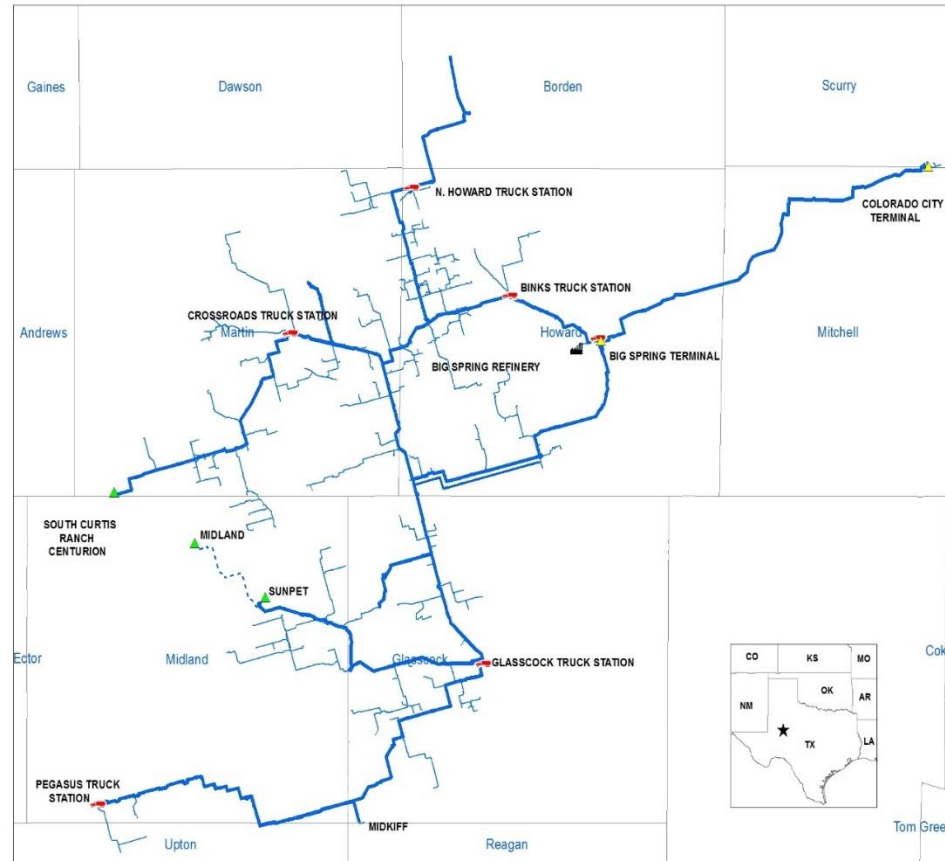 Gaines
Dawson
Borden
Scurry
N. HOWARD TRUCK STATION
COLORADO CITY
TERMINAL
BINKS TRUCK STATION
CROSSROADS TRUCK STATION
Andrews
Martin
Howard
Mitchell
BIG SPRING TERMINAL
BIG SPRING REFINERY
SOUTH CURTIS
RANCH
CENTURION
MIDLAND
SUNPET
Ector
Midland
Glasscock
GLASSCOCK TRUCK STATION
Cok
CO
KS
MO
OK
AR
NM
TX
LA
PEGASUS TRUCK
STATION
MIDKIFF
Upton
Reagan
Tom Gree